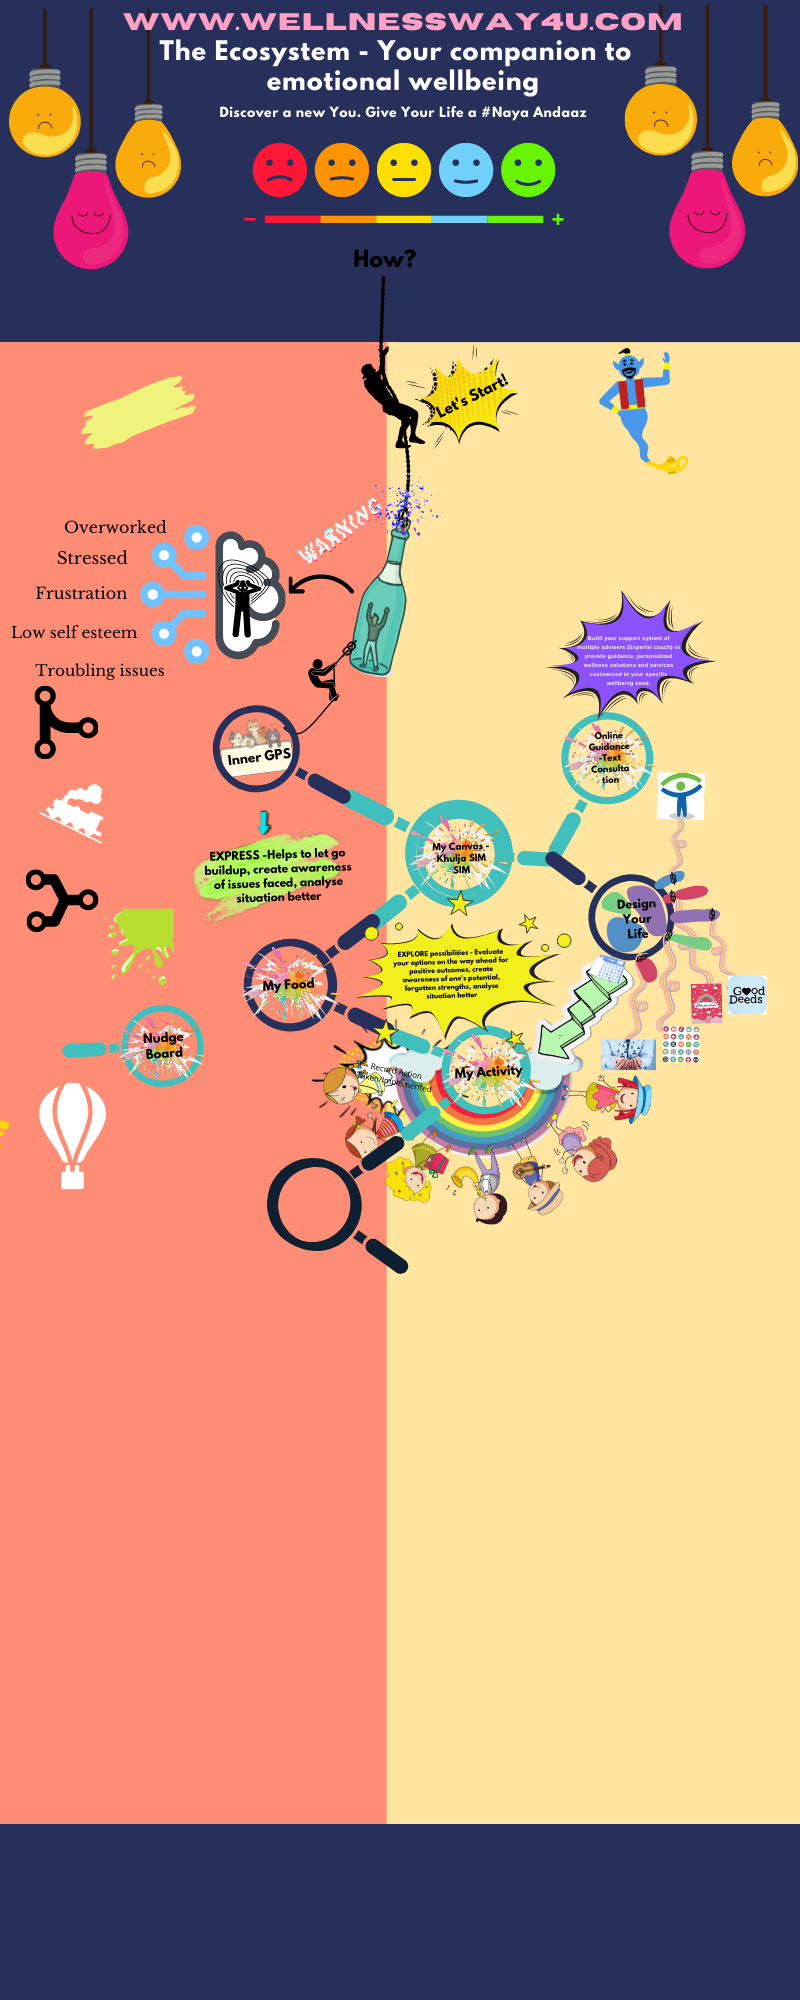 WWW.WELLNESSWAY4U.COM
The Ecosystem - Your companion to
emotional wellbeing
Discover a new You. Give Your Life a #Naya Andaaz
How?
Let's Start!
WARNING
Overworked
Stressed
Frustration
Low self esteem
Troubling issues
Build your support system of
multiple advisers (Experts/ coach) to
provide guidance, personalized
wellness solutions and services
customized to your specific
wellbeing need.
Inner GPS
Online
Guidance
-Text
Consulta
tion
EXPRESS -Helps to let go
buildup, create awareness
of issues faced, analyse
situation better
My Canvas -
Khulja SIM
SIM
Design
Your
Life
EXPLORE possibilities - Evaluate
your options on the way ahead for
positive outcomes, create
awareness of one's potential,
forgotten strengths, analyse
situation better
My Food
Good
Deeds
Nudge
Board
Record Action
Taken/Implemented
My Activity